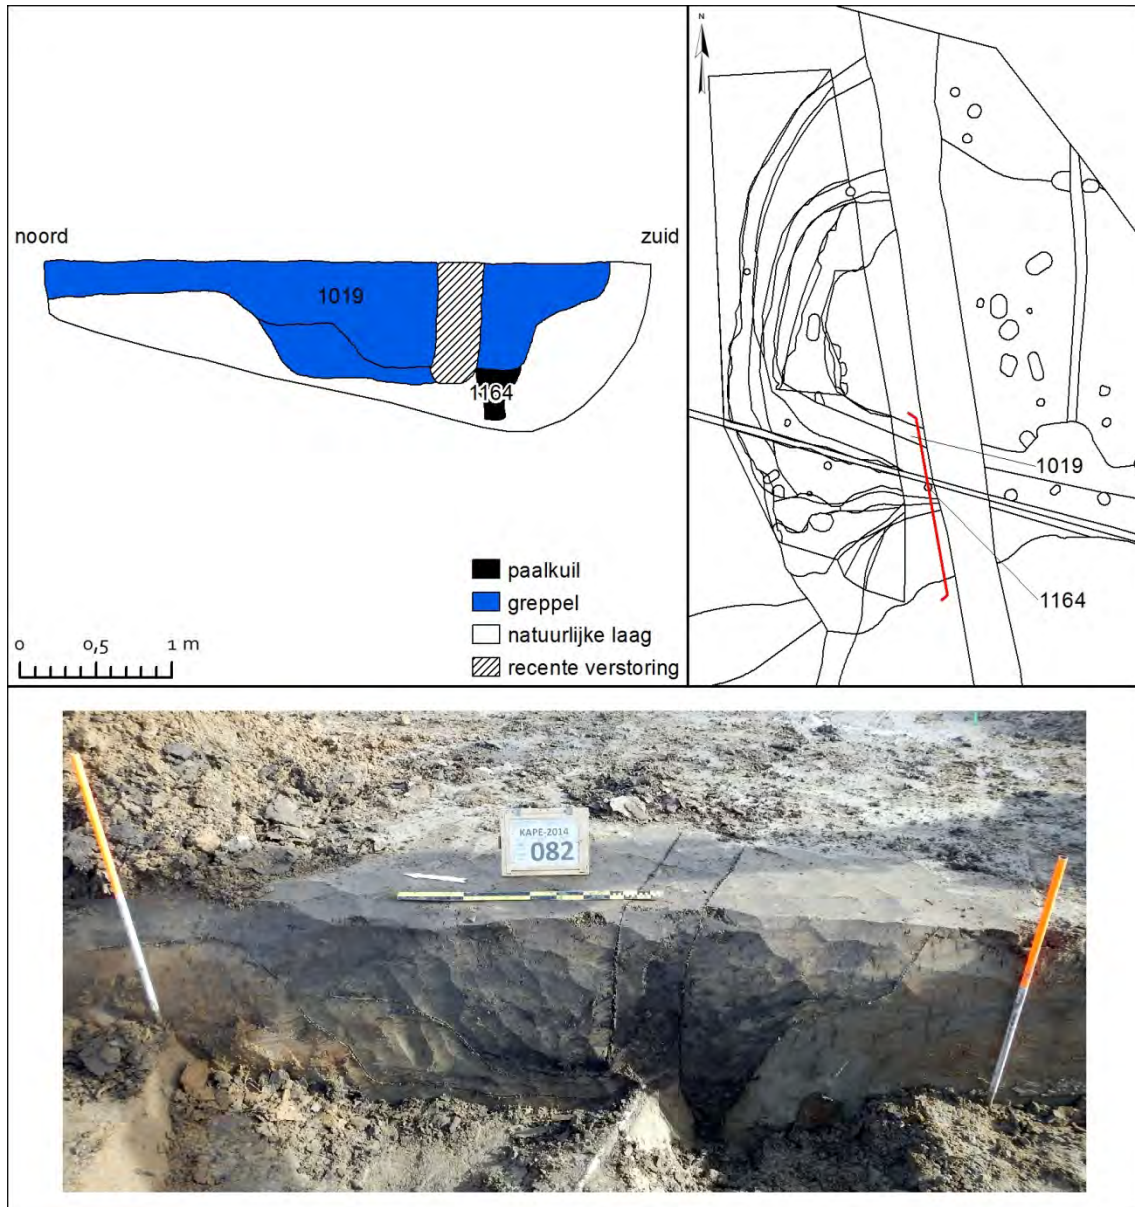 noord
zuid
1019
1164
paalkuil
greppel
natuurlijke laag
recente verstoring
0 0,5 1 m
N
1019
1164
KAPE-2014
082